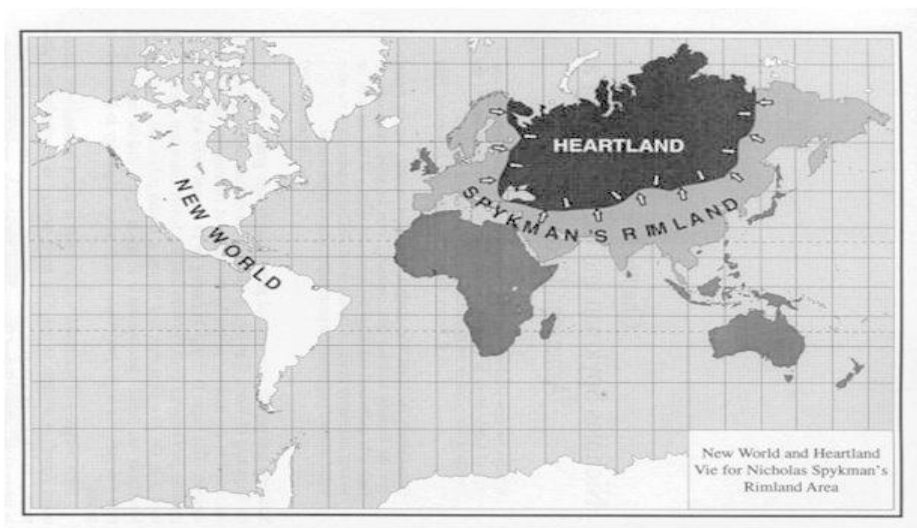 HEARTLAND
NEW WORLD
SPYKMAN'S RIMLAND
New World and Heartland
Vie for Nicholas Spykman's
Rimland Area